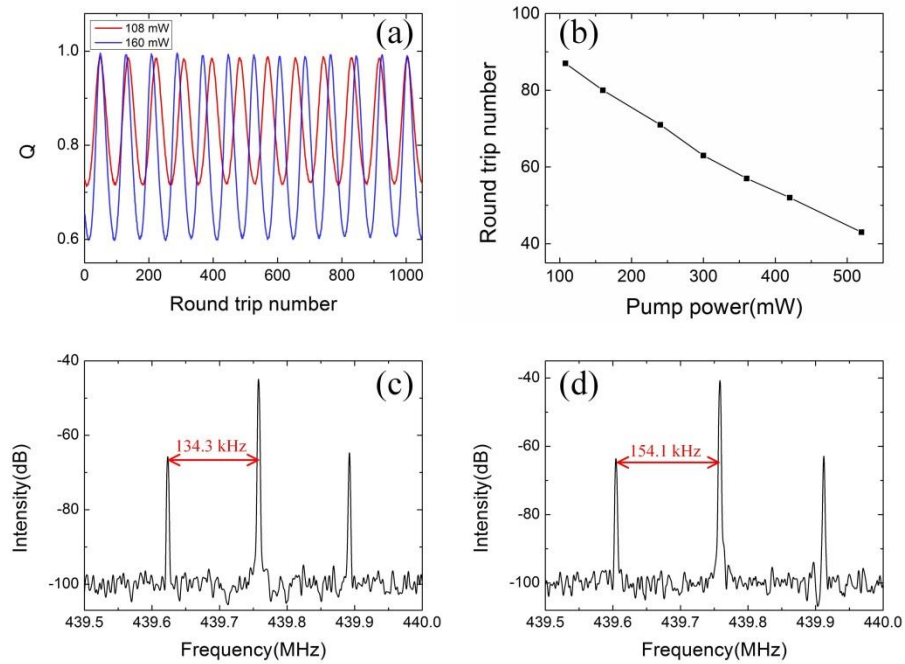 (a)
108 mW
160 mW
1.0
0.8
0.6
Q
0 200 400 600 800 1000
Round trip number
(b)
100
80
60
40
Round trip number
100 200 300 400 500
Pump power(mW)
(c)
-40
-60
-80
-100
134.3 kHz
Intensity(dB)
439.5 439.6 439.7 439.8 439.9 440.0
Frequency(MHz)
(d)
-40
-60
-80
-100
154.1 kHz
Intensity(dB)
439.5 439.6 439.7 439.8 439.9 440.0
Frequency(MHz)